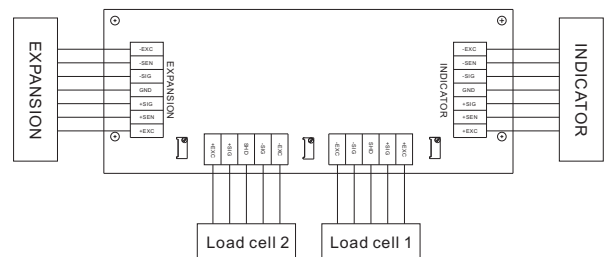 EXPANSION
-EXC
-SEN
-SIG
GND
+SIG
+SEN
+EXC
EXPANSION
INDICATOR
-EXC
-SEN
-SIG
GND
+SIG
+SEN
+EXC
INDICATOR
+EXC
+SIG
SHD
-SIG
-EXC
-EXC
-SIG
SHD
+SIG
+EXC
Load cell 2
Load cell 1